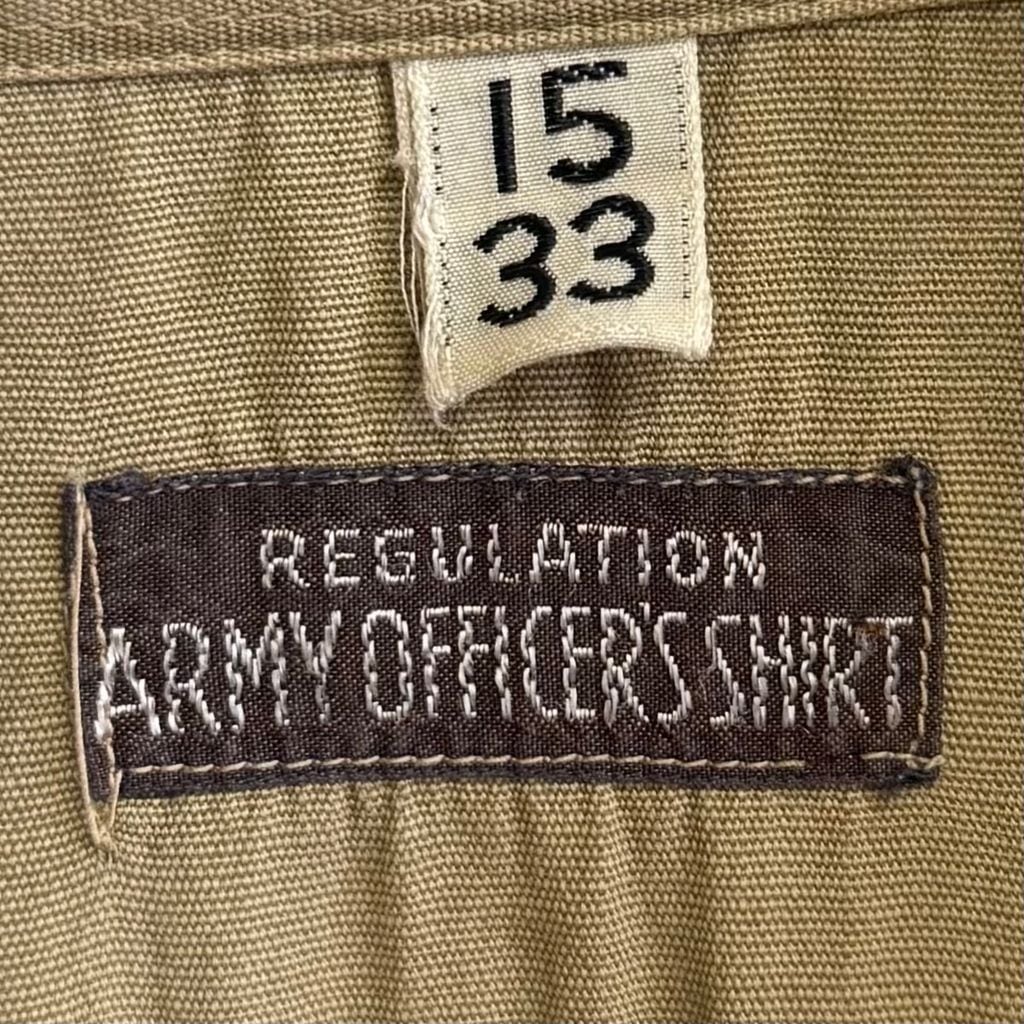 15
33
REGULATION
ARMY OFFICER'S SHIRT